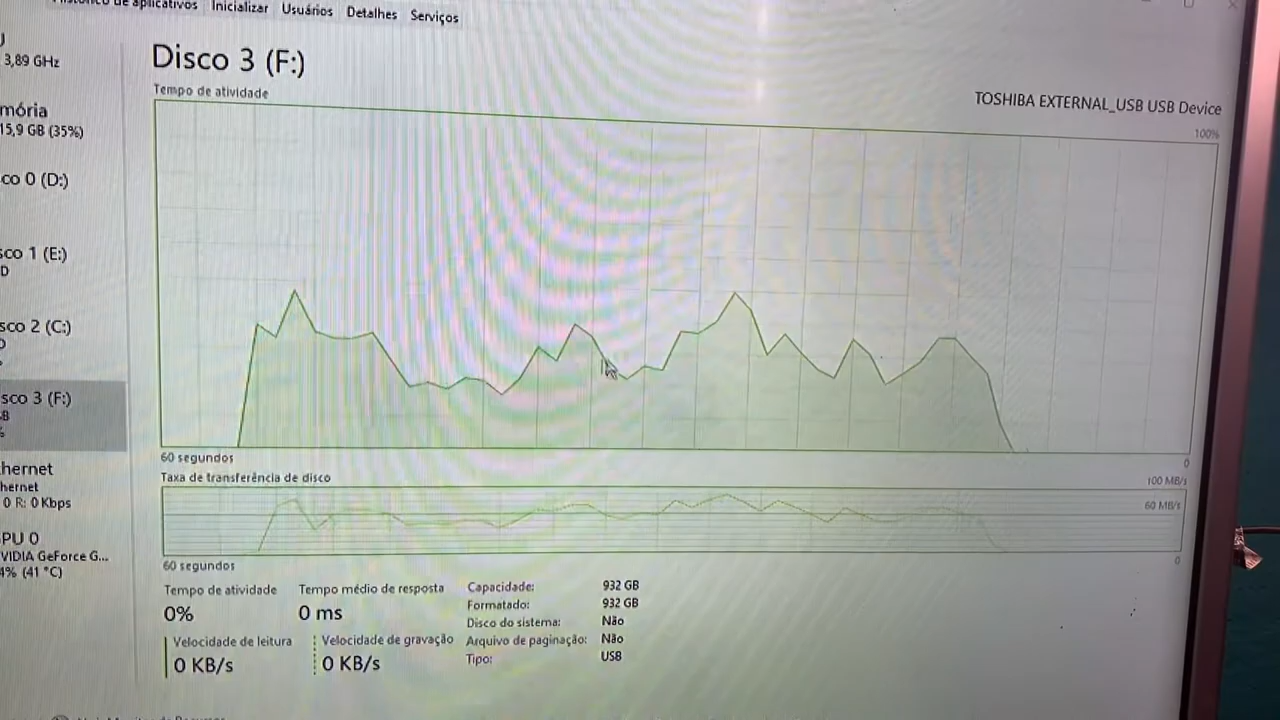 Histórico de aplicativos Inicializar Usuários Detalhes Serviços
Disco 3 (F:)
Tempo de atividade
TOSHIBA EXTERNAL_USB USB Device
100%
3,89 GHz
mória
15,9 GB (35%)
sco 0 (D:)
sco 1 (E:)
D
sco 2 (C:)
sco 3 (F:)
B
%
hernet
hernet
0 R: 0 Kbps
PU 0
VIDIA GeForce G...
4% (41 °C)
60 segundos
0
Taxa de transferência de disco
100 MB/s
60 MB/s
60 segundos
0
Tempo de atividade
0%
Tempo médio de resposta
0 ms
Velocidade de leitura
0 KB/s
Velocidade de gravação
0 KB/s
Capacidade: 932 GB
Formatado: 932 GB
Disco do sistema: Não
Arquivo de paginação: Não
Tipo: USB